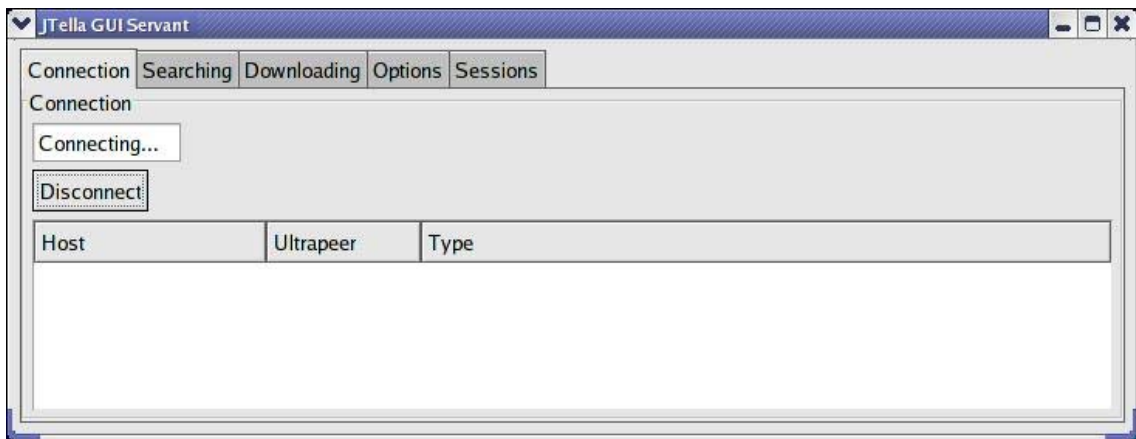 JTella GUI Servant
Connection Searching Downloading Options Sessions
Connection
Connecting...
Disconnect
Host Ultrapeer Type